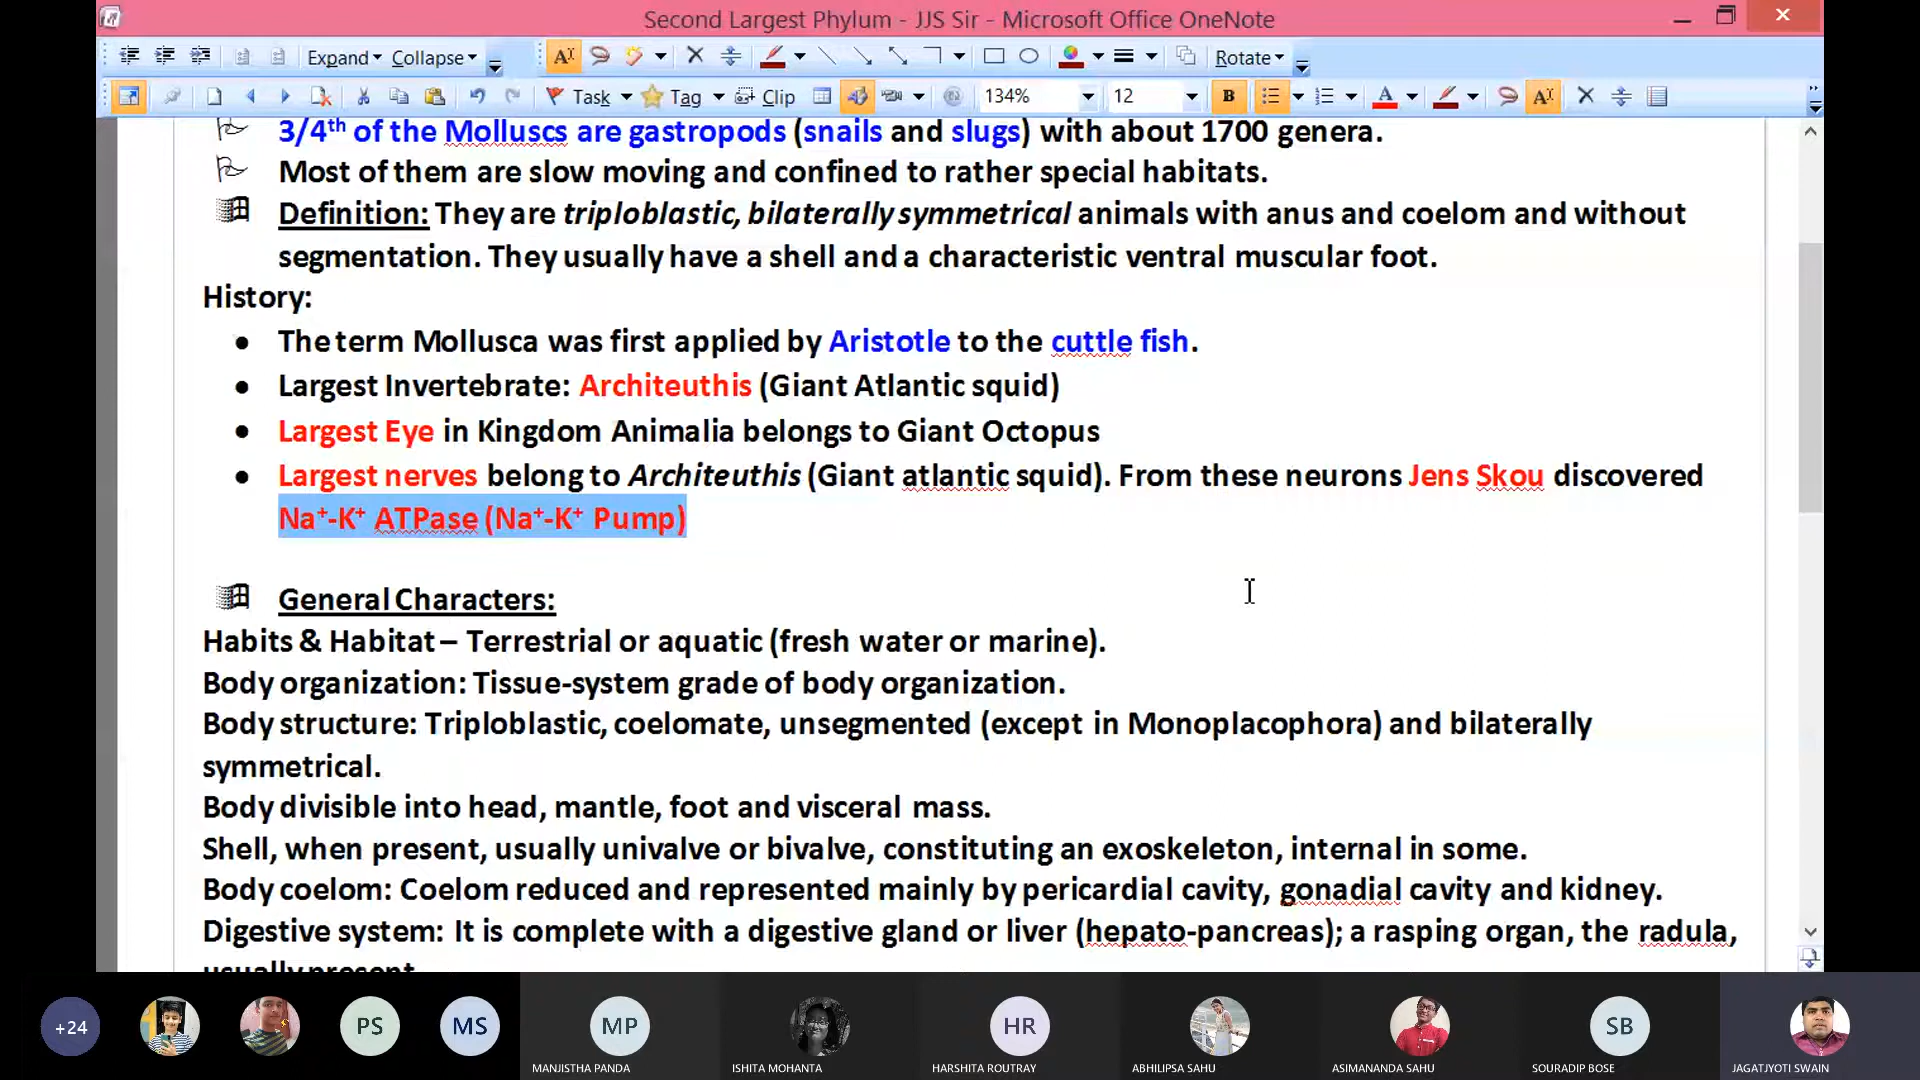 Second Largest Phylum - JJS Sir - Microsoft Office OneNote
Expand Collapse Rotate
Task Tag Clip 134% 12 B A
3/4th of the Molluscs are gastropods (snails and slugs) with about 1700 genera.
Most of them are slow moving and confined to rather special habitats.
Definition: They are triploblastic, bilaterally symmetrical animals with anus and coelom and without
segmentation. They usually have a shell and a characteristic ventral muscular foot.
History:
• The term Mollusca was first applied by Aristotle to the cuttle fish.
• Largest Invertebrate: Architeuthis (Giant Atlantic squid)
• Largest Eye in Kingdom Animalia belongs to Giant Octopus
• Largest nerves belong to Architeuthis (Giant atlantic squid). From these neurons Jens Skou discovered
Na⁺-K⁺ ATPase (Na⁺-K⁺ Pump)
General Characters:
Habits & Habitat – Terrestrial or aquatic (fresh water or marine).
Body organization: Tissue-system grade of body organization.
Body structure: Triploblastic, coelomate, unsegmented (except in Monoplacophora) and bilaterally
symmetrical.
Body divisible into head, mantle, foot and visceral mass.
Shell, when present, usually univalve or bivalve, constituting an exoskeleton, internal in some.
Body coelom: Coelom reduced and represented mainly by pericardial cavity, gonadial cavity and kidney.
Digestive system: It is complete with a digestive gland or liver (hepato-pancreas); a rasping organ, the radula,
usually present.
+24 PS MS MP HR SB
MANJISTHA PANDA ISHITA MOHANTA HARSHITA ROUTRAY ABHILIPSA SAHU ASIMANANDA SAHU SOURADIP BOSE JAGATJYOTI SWAIN